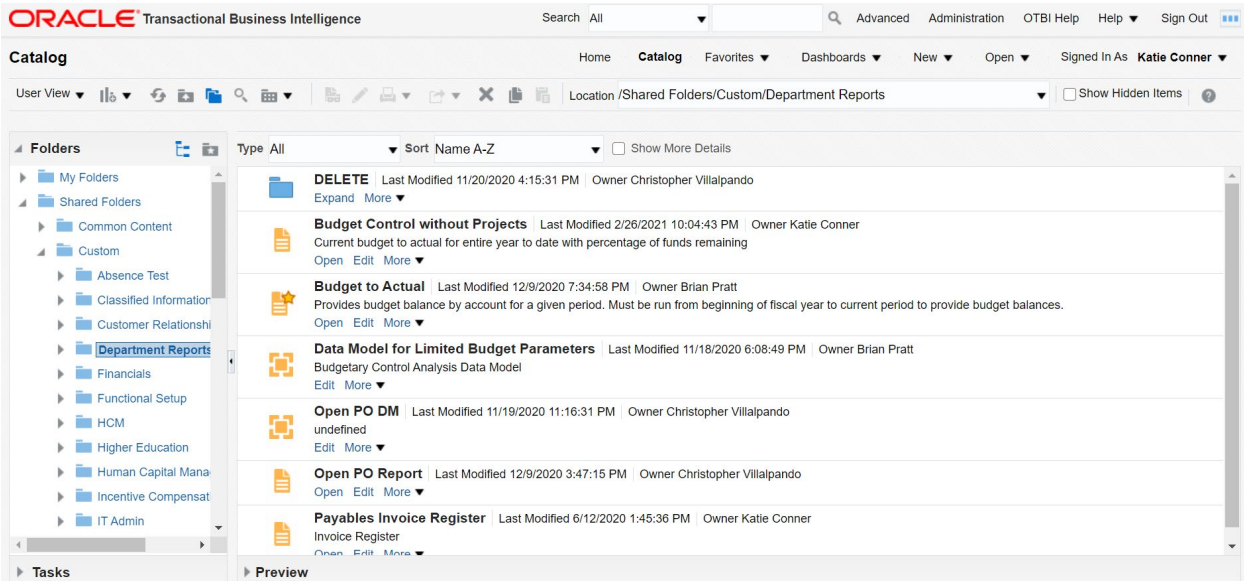 ORACLE Transactional Business Intelligence Search All Advanced Administration OTBI Help Help Sign Out
Catalog Home Catalog Favorites Dashboards New Open Signed In As Katie Conner
User View Location /Shared Folders/Custom/Department Reports Show Hidden Items
Folders
My Folders
Shared Folders
Common Content
Custom
Absence Test
Classified Information
Customer Relationshi
Department Reports
Financials
Functional Setup
HCM
Higher Education
Human Capital Mana
Incentive Compensat
IT Admin
Tasks
Type All Sort Name A-Z Show More Details
DELETE Last Modified 11/20/2020 4:15:31 PM Owner Christopher Villalpando
Expand More
Budget Control without Projects Last Modified 2/26/2021 10:04:43 PM Owner Katie Conner
Current budget to actual for entire year to date with percentage of funds remaining
Open Edit More
Budget to Actual Last Modified 12/9/2020 7:34:58 PM Owner Brian Pratt
Provides budget balance by account for a given period. Must be run from beginning of fiscal year to current period to provide budget balances.
Open Edit More
Data Model for Limited Budget Parameters Last Modified 11/18/2020 6:08:49 PM Owner Brian Pratt
Budgetary Control Analysis Data Model
Edit More
Open PO DM Last Modified 11/19/2020 11:16:31 PM Owner Christopher Villalpando
undefined
Edit More
Open PO Report Last Modified 12/9/2020 3:47:15 PM Owner Christopher Villalpando
Open Edit More
Payables Invoice Register Last Modified 6/12/2020 1:45:36 PM Owner Katie Conner
Invoice Register
Open Edit More
Preview